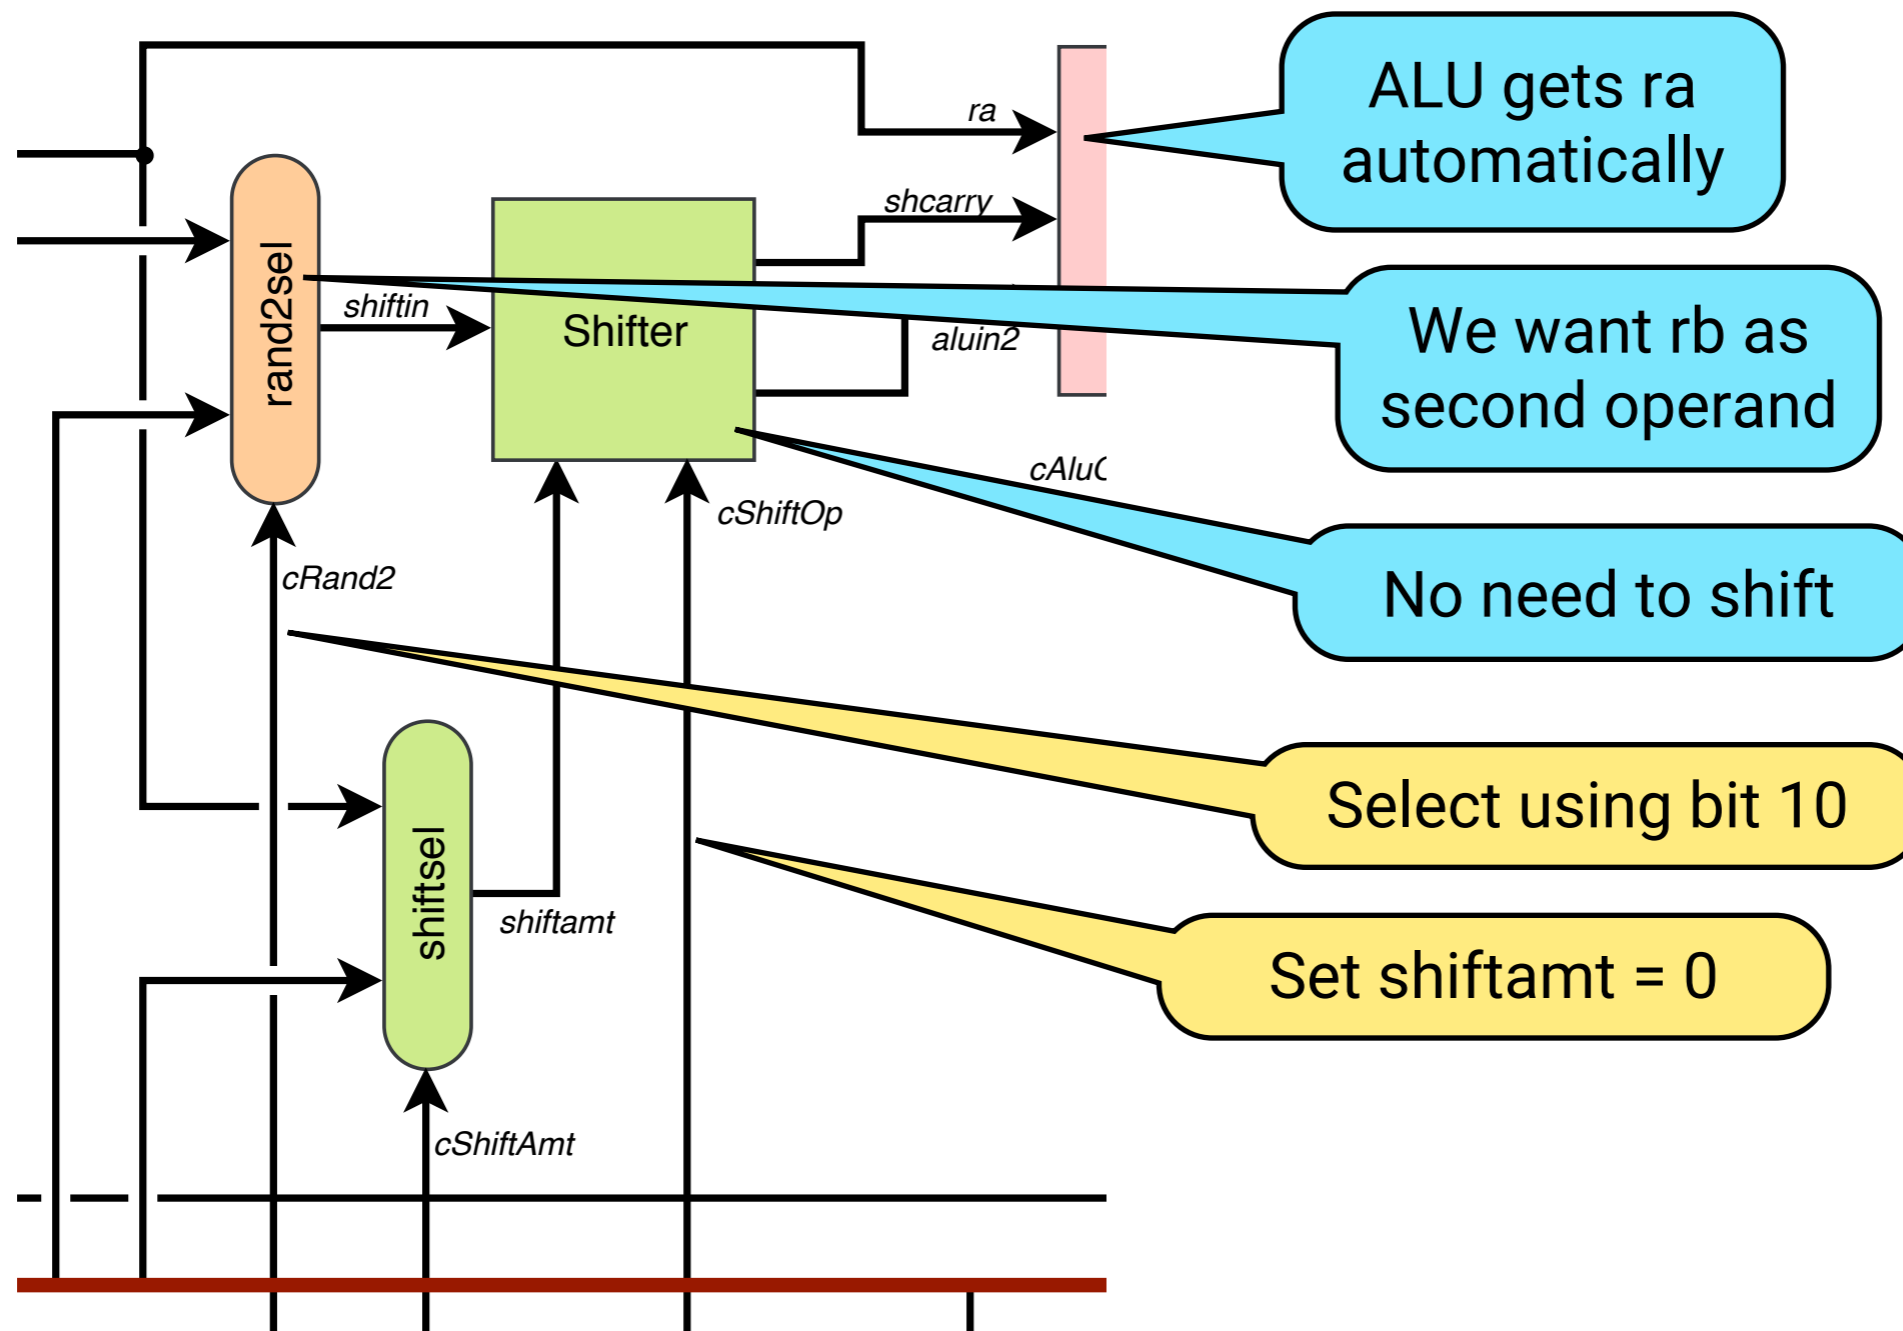 ra
ALU gets ra
automatically
shcarry
rand2sel
shiftin
Shifter
aluin2
We want rb as
second operand
cAlu
cShiftOp
cRand2
No need to shift
Select using bit 10
shiftsel
shiftamt
Set shiftamt = 0
cShiftAmt